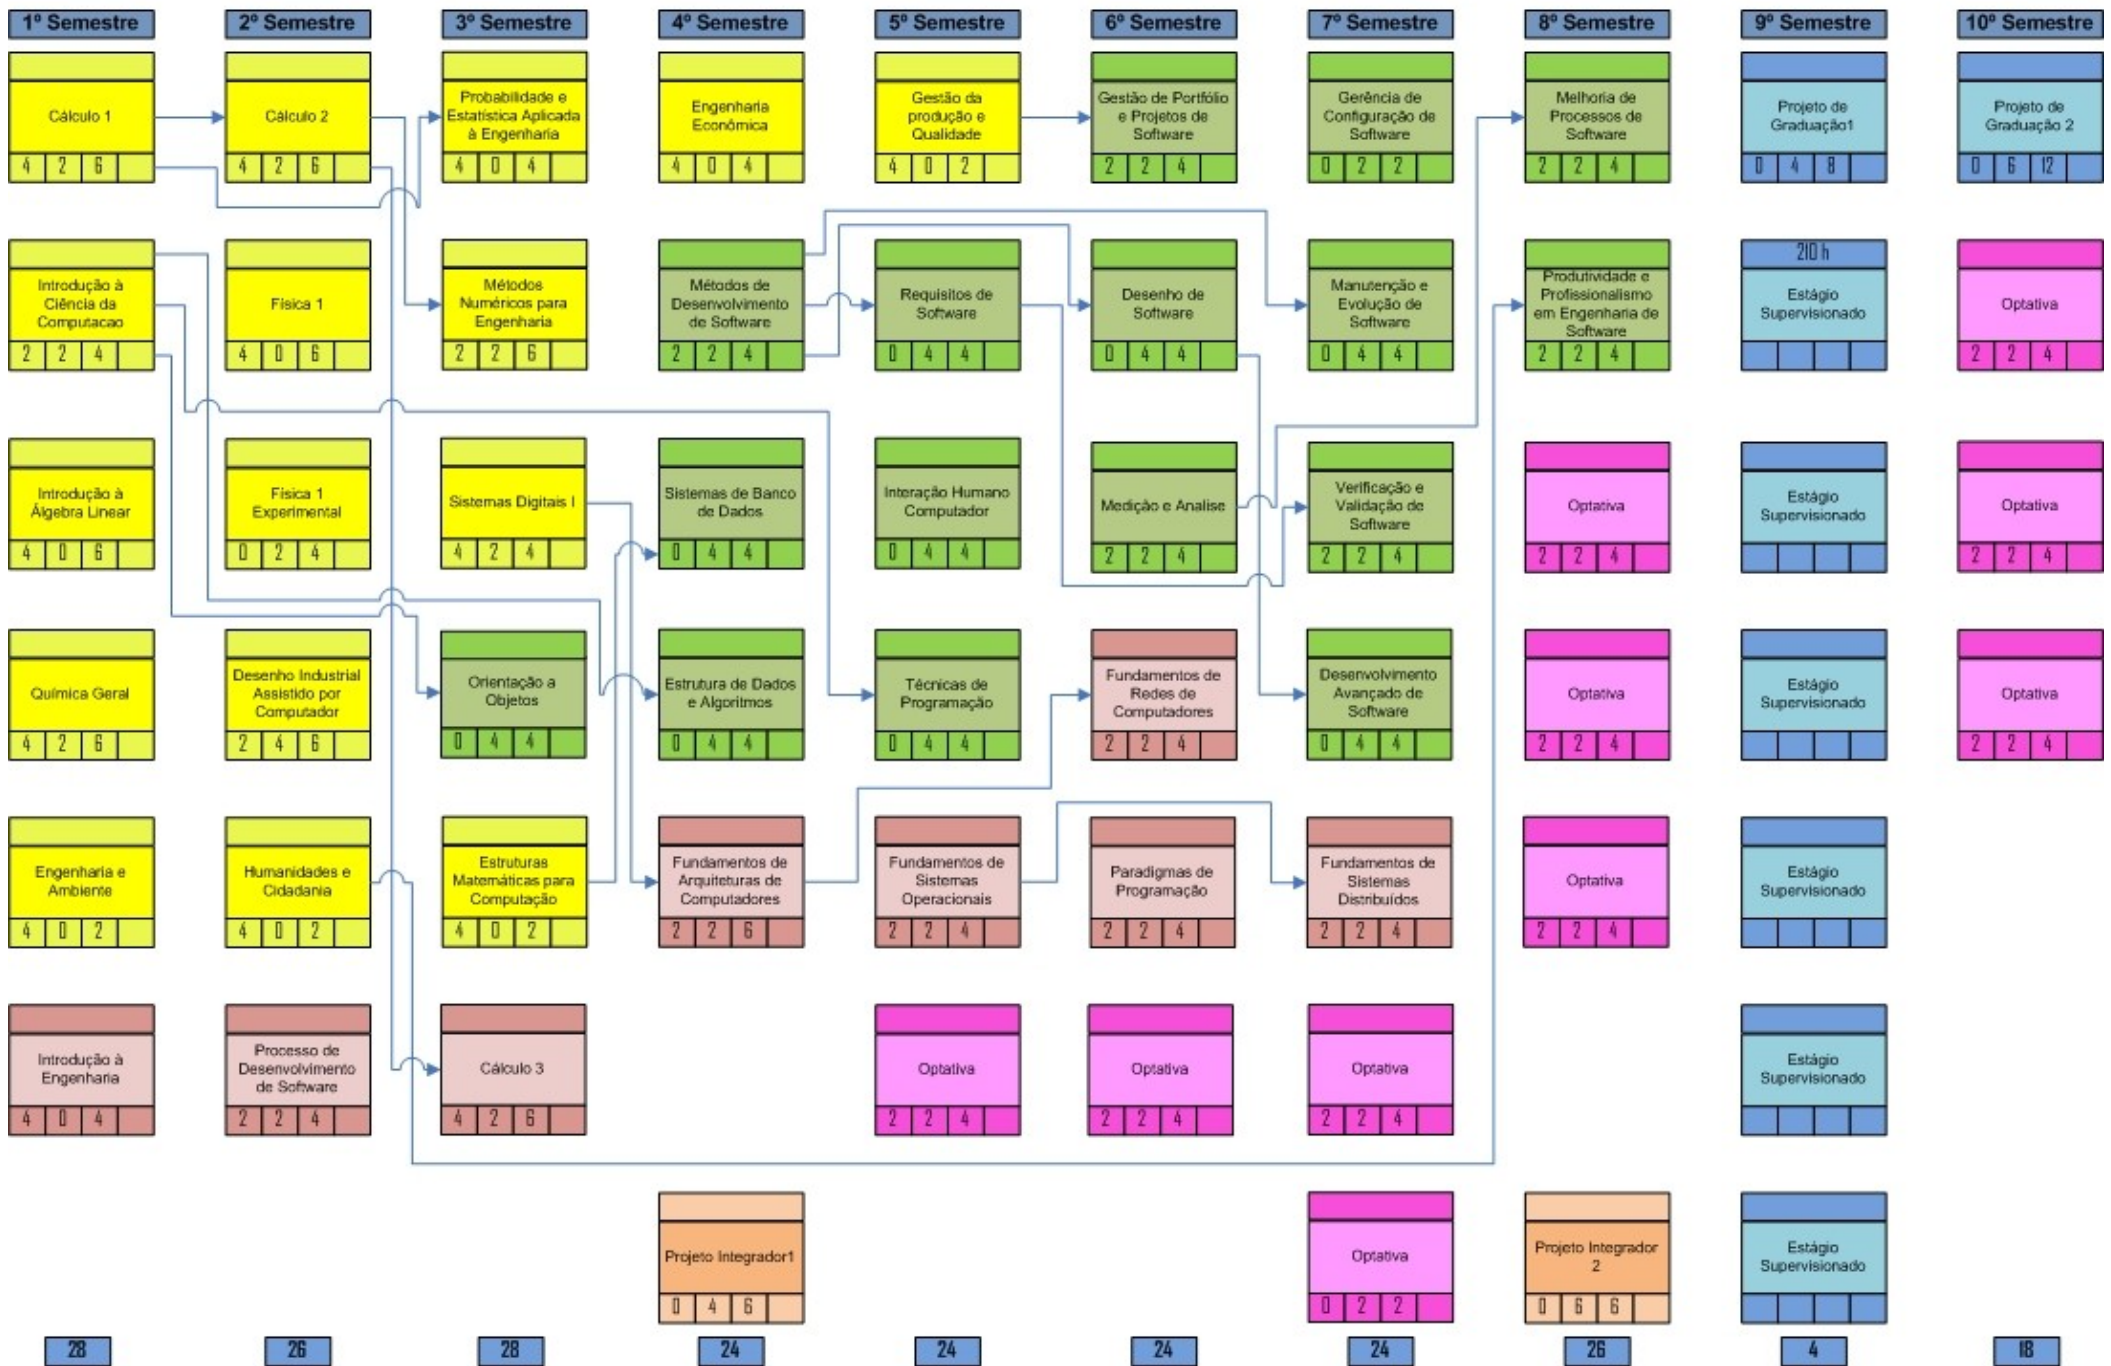 1º Semestre
2º Semestre
3º Semestre
4º Semestre
5º Semestre
6º Semestre
7º Semestre
8º Semestre
9º Semestre
10º Semestre
Cálculo 1
4 2 6
Cálculo 2
4 2 6
Probabilidade e
Estatística Aplicada
à Engenharia
4 0 4
Engenharia
Econômica
4 0 4
Gestão da
produção e
Qualidade
4 0 2
Gestão de Portfólio
e Projetos de
Software
2 2 4
Gerência de
Configuração de
Software
0 2 2
Melhoria de
Processos de
Software
2 2 4
Projeto de
Graduação1
0 4 8
Projeto de
Graduação 2
0 6 12
Introdução à
Ciência da
Computacao
2 2 4
Física 1
4 0 6
Métodos
Numéricos para
Engenharia
2 2 6
Métodos de
Desenvolvimento
de Software
2 2 4
Requisitos de
Software
0 4 4
Desenho de
Software
0 4 4
Manutenção e
Evolução de
Software
0 4 4
Produtividade e
Profissionalismo
em Engenharia de
Software
2 2 4
210 h
Estágio
Supervisionado
Optativa
2 2 4
Introdução à
Álgebra Linear
4 0 6
Física 1
Experimental
0 2 4
Sistemas Digitais I
4 2 4
Sistemas de Banco
de Dados
0 4 4
Interação Humano
Computador
0 4 4
Medição e Analise
2 2 4
Verificação e
Validação de
Software
2 2 4
Optativa
2 2 4
Estágio
Supervisionado
Optativa
2 2 4
Química Geral
4 2 6
Desenho Industrial
Assistido por
Computador
2 4 6
Orientação a
Objetos
0 4 4
Estrutura de Dados
e Algoritmos
0 4 4
Técnicas de
Programação
0 4 4
Fundamentos de
Redes de
Computadores
2 2 4
Desenvolvimento
Avançado de
Software
0 4 4
Optativa
2 2 4
Estágio
Supervisionado
Optativa
2 2 4
Engenharia e
Ambiente
4 0 2
Humanidades e
Cidadania
4 0 2
Estruturas
Matemáticas para
Computação
4 0 2
Fundamentos de
Arquiteturas de
Computadores
2 2 6
Fundamentos de
Sistemas
Operacionais
2 2 4
Paradigmas de
Programação
2 2 4
Fundamentos de
Sistemas
Distribuídos
2 2 4
Optativa
2 2 4
Estágio
Supervisionado
Introdução à
Engenharia
4 0 4
Processo de
Desenvolvimento
de Software
2 2 4
Cálculo 3
4 2 6
Optativa
2 2 4
Optativa
2 2 4
Optativa
2 2 4
Estágio
Supervisionado
Projeto Integrador1
0 4 6
Optativa
0 2 2
Projeto Integrador
2
0 6 6
Estágio
Supervisionado
28
26
28
24
24
24
24
26
4
18